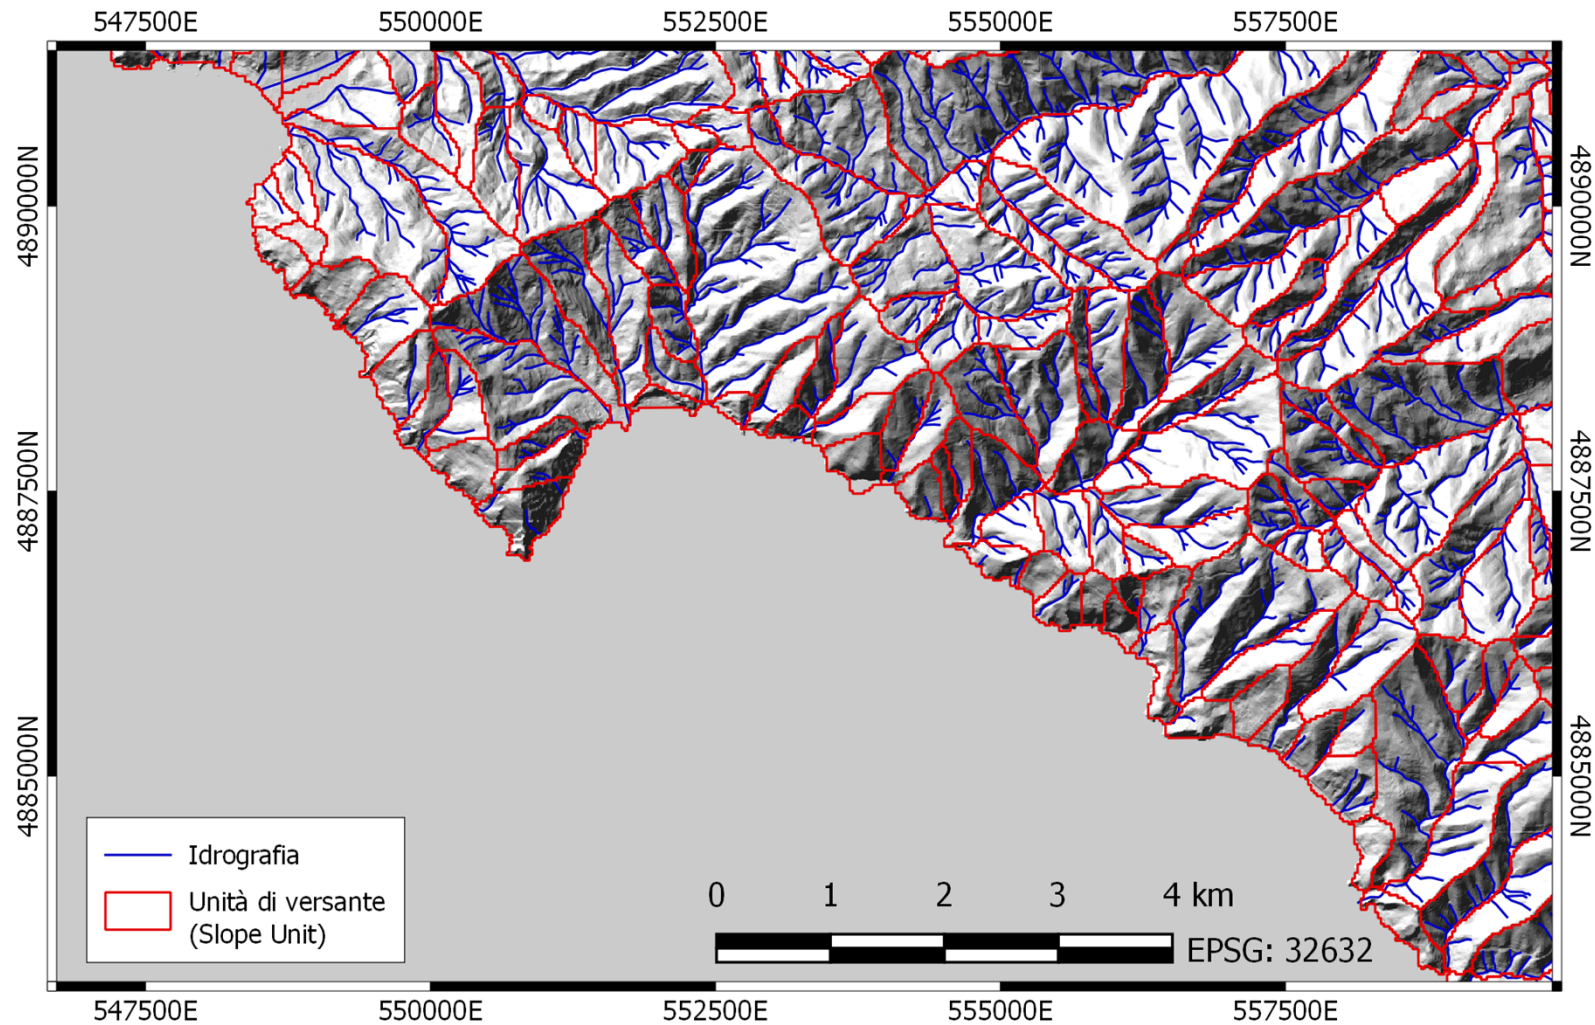 547500E 550000E 552500E 555000E 557500E
4890000N 4890000N
4887500N 4887500N
4885000N 4885000N
Idrografia
Unità di versante
(Slope Unit)
0 1 2 3 4 km
EPSG: 32632
547500E 550000E 552500E 555000E 557500E